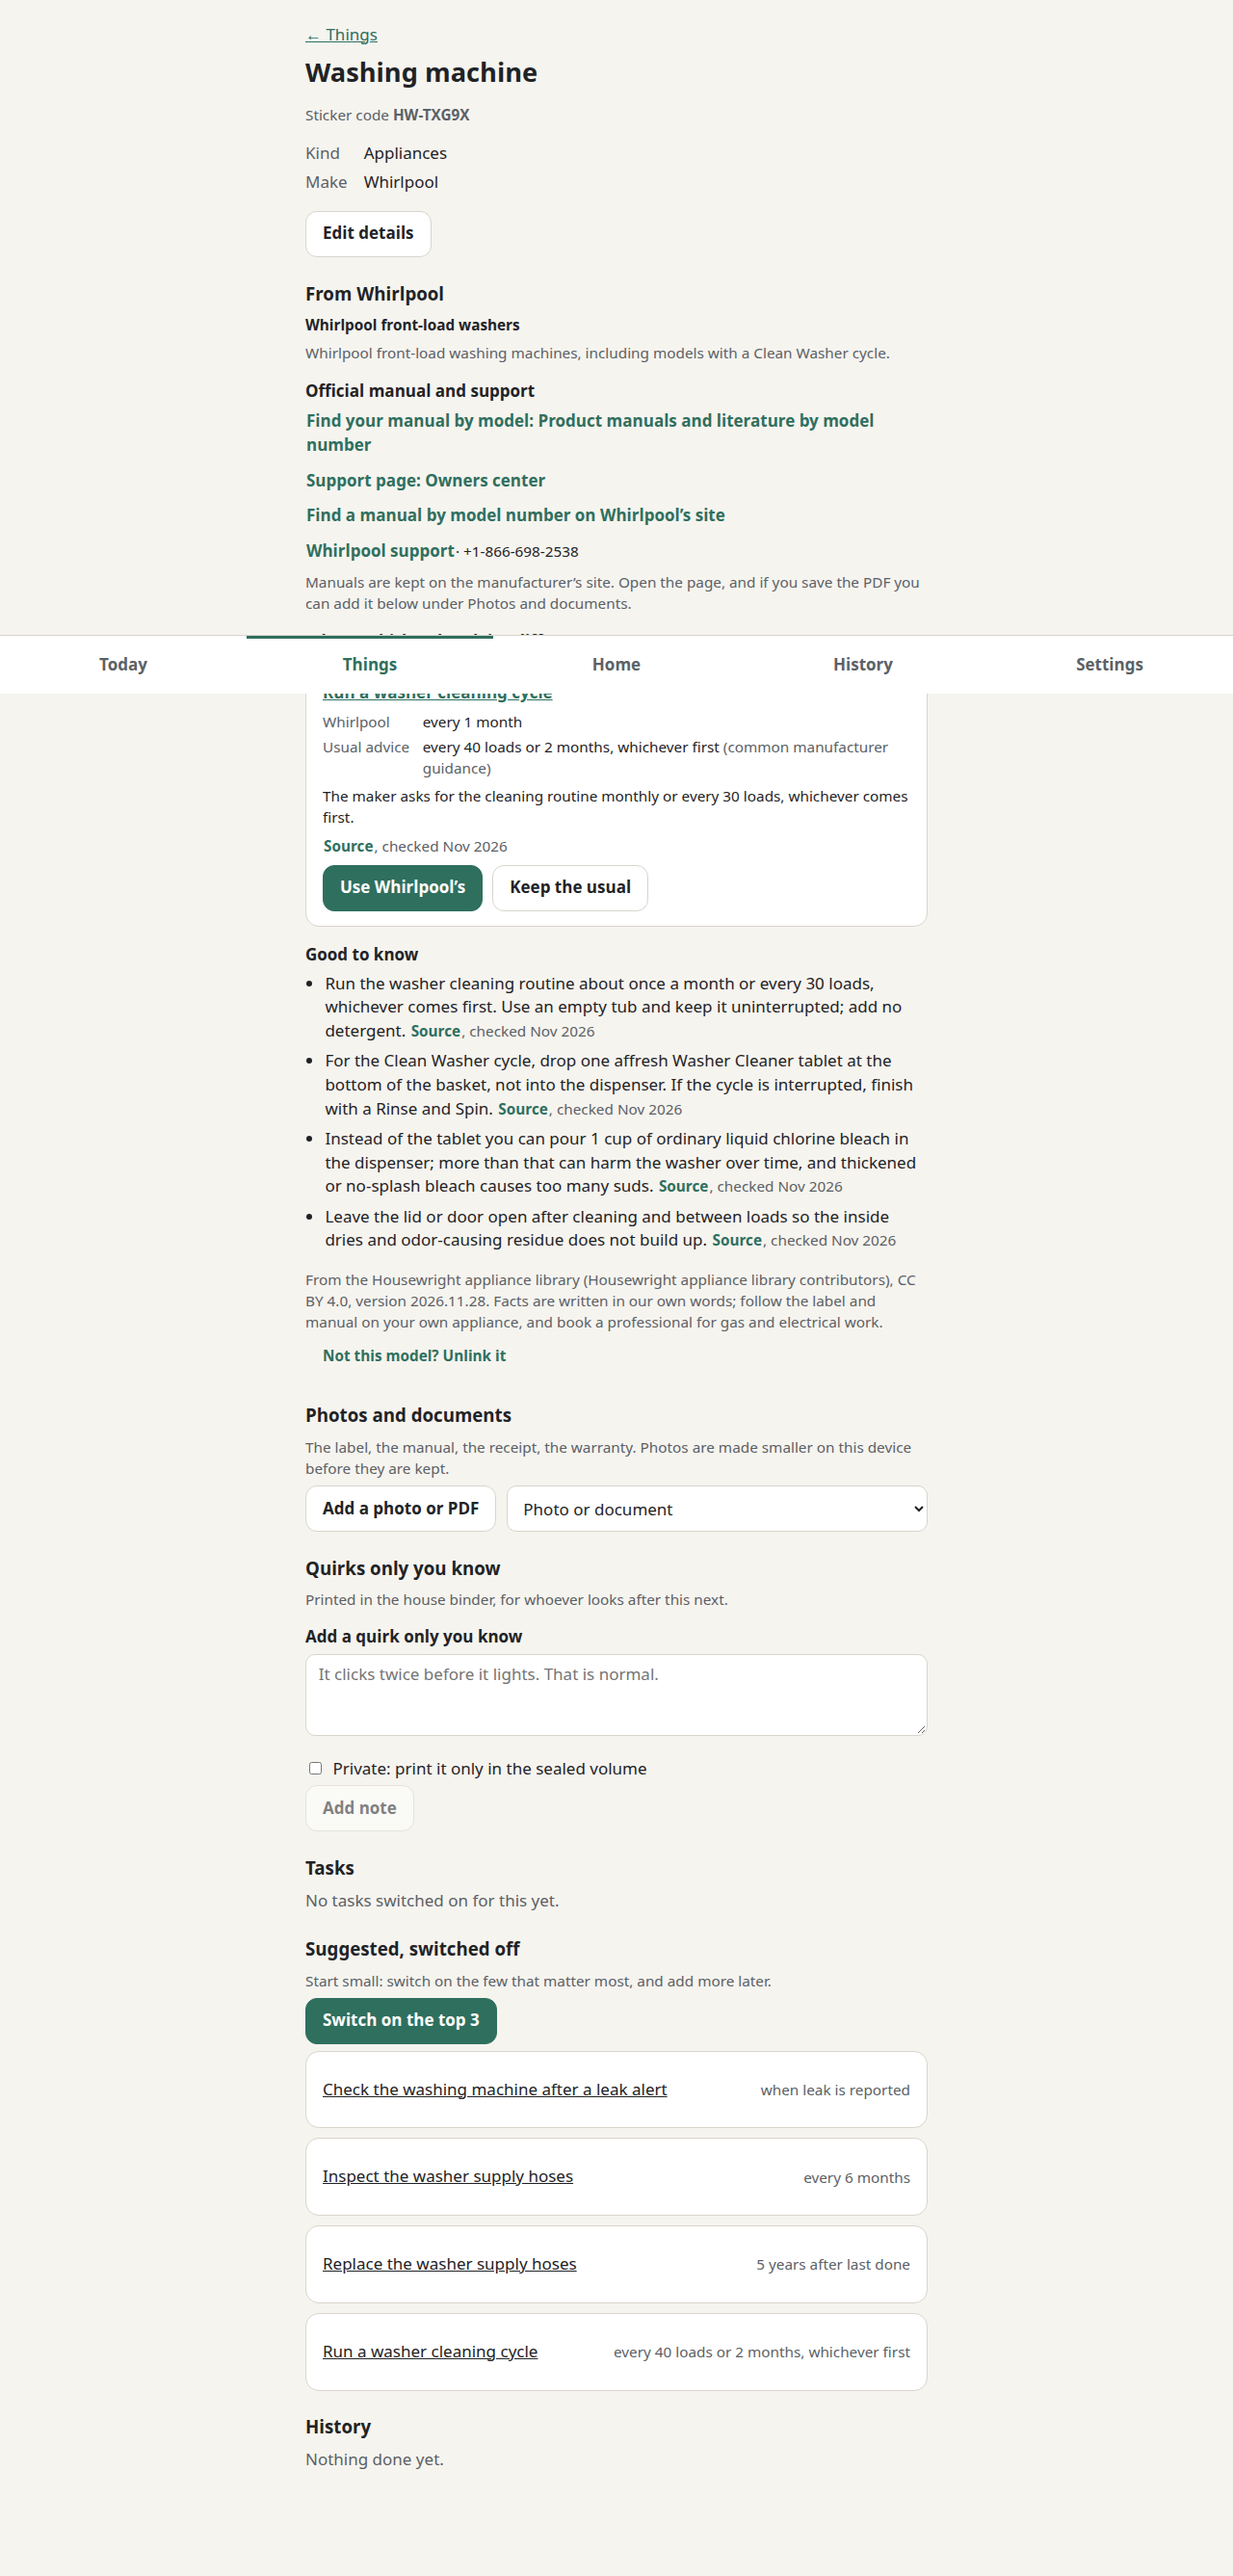 ← Things
Washing machine
Sticker code HW-TXG9X
Kind Appliances
Make Whirlpool
Edit details
From Whirlpool
Whirlpool front-load washers
Whirlpool front-load washing machines, including models with a Clean Washer cycle.
Official manual and support
Find your manual by model: Product manuals and literature by model
number
Support page: Owners center
Find a manual by model number on Whirlpool’s site
Whirlpool support · +1-866-698-2538
Manuals are kept on the manufacturer’s site. Open the page, and if you save the PDF you
can add it below under Photos and documents.
Today Things Home History Settings
Run a washer cleaning cycle
Whirlpool every 1 month
Usual advice every 40 loads or 2 months, whichever first (common manufacturer
guidance)
The maker asks for the cleaning routine monthly or every 30 loads, whichever comes
first.
Source, checked Nov 2026
Use Whirlpool’s Keep the usual
Good to know
• Run the washer cleaning routine about once a month or every 30 loads,
whichever comes first. Use an empty tub and keep it uninterrupted; add no
detergent. Source, checked Nov 2026
• For the Clean Washer cycle, drop one affresh Washer Cleaner tablet at the
bottom of the basket, not into the dispenser. If the cycle is interrupted, finish
with a Rinse and Spin. Source, checked Nov 2026
• Instead of the tablet you can pour 1 cup of ordinary liquid chlorine bleach in
the dispenser; more than that can harm the washer over time, and thickened
or no-splash bleach causes too many suds. Source, checked Nov 2026
• Leave the lid or door open after cleaning and between loads so the inside
dries and odor-causing residue does not build up. Source, checked Nov 2026
From the Housewright appliance library (Housewright appliance library contributors), CC
BY 4.0, version 2026.11.28. Facts are written in our own words; follow the label and
manual on your own appliance, and book a professional for gas and electrical work.
Not this model? Unlink it
Photos and documents
The label, the manual, the receipt, the warranty. Photos are made smaller on this device
before they are kept.
Add a photo or PDF Photo or document
Quirks only you know
Printed in the house binder, for whoever looks after this next.
Add a quirk only you know
It clicks twice before it lights. That is normal.
Private: print it only in the sealed volume
Add note
Tasks
No tasks switched on for this yet.
Suggested, switched off
Start small: switch on the few that matter most, and add more later.
Switch on the top 3
Check the washing machine after a leak alert when leak is reported
Inspect the washer supply hoses every 6 months
Replace the washer supply hoses 5 years after last done
Run a washer cleaning cycle every 40 loads or 2 months, whichever first
History
Nothing done yet.